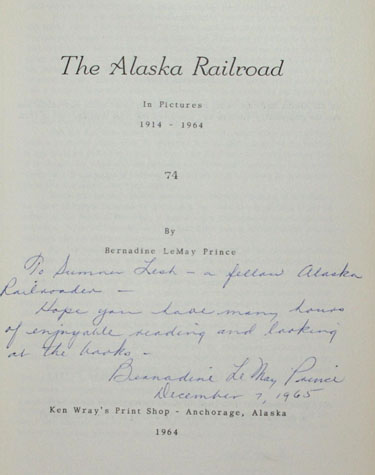 The Alaska Railroad
In Pictures
1914 - 1964
74
By
Bernadine LeMay Prince
To Sumner Lesh - a fellow Alaska
Railroader -
Hope you have many hours
of enjoyable reading and looking
at the books -
Bernadine LeMay Prince
December 7, 1965
Ken Wray's Print Shop - Anchorage, Alaska
1964